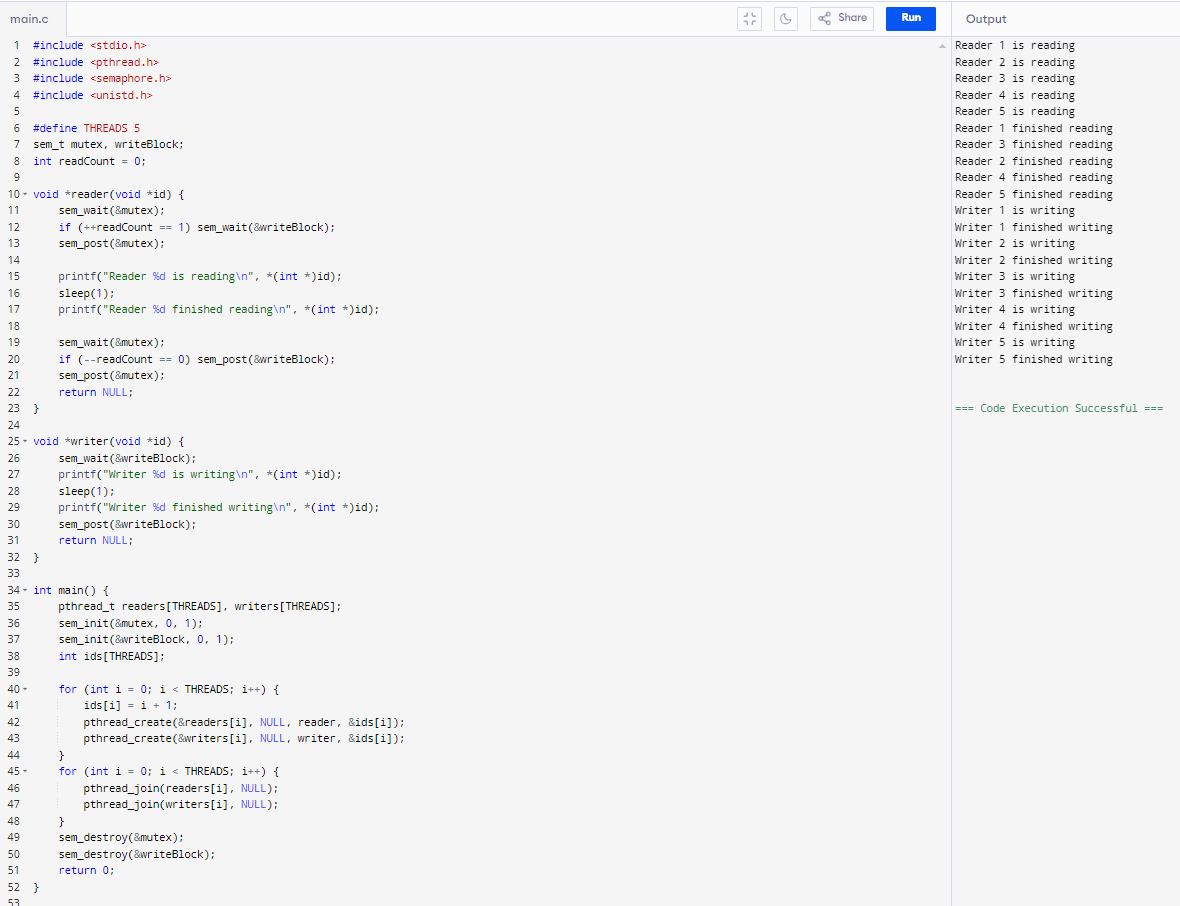 main.c
Share
Run
Output
1 #include <stdio.h>
2 #include <pthread.h>
3 #include <semaphore.h>
4 #include <unistd.h>
5
6 #define THREADS 5
7 sem_t mutex, writeBlock;
8 int readCount = 0;
9
10 void *reader(void *id) {
11     sem_wait(&mutex);
12     if (++readCount == 1) sem_wait(&writeBlock);
13     sem_post(&mutex);
14
15     printf("Reader %d is reading\n", *(int *)id);
16     sleep(1);
17     printf("Reader %d finished reading\n", *(int *)id);
18
19     sem_wait(&mutex);
20     if (--readCount == 0) sem_post(&writeBlock);
21     sem_post(&mutex);
22     return NULL;
23 }
24
25 void *writer(void *id) {
26     sem_wait(&writeBlock);
27     printf("Writer %d is writing\n", *(int *)id);
28     sleep(1);
29     printf("Writer %d finished writing\n", *(int *)id);
30     sem_post(&writeBlock);
31     return NULL;
32 }
33
34 int main() {
35     pthread_t readers[THREADS], writers[THREADS];
36     sem_init(&mutex, 0, 1);
37     sem_init(&writeBlock, 0, 1);
38     int ids[THREADS];
39
40     for (int i = 0; i < THREADS; i++) {
41         ids[i] = i + 1;
42         pthread_create(&readers[i], NULL, reader, &ids[i]);
43         pthread_create(&writers[i], NULL, writer, &ids[i]);
44     }
45     for (int i = 0; i < THREADS; i++) {
46         pthread_join(readers[i], NULL);
47         pthread_join(writers[i], NULL);
48     }
49     sem_destroy(&mutex);
50     sem_destroy(&writeBlock);
51     return 0;
52 }
53
Reader 1 is reading
Reader 2 is reading
Reader 3 is reading
Reader 4 is reading
Reader 5 is reading
Reader 1 finished reading
Reader 3 finished reading
Reader 2 finished reading
Reader 4 finished reading
Reader 5 finished reading
Writer 1 is writing
Writer 1 finished writing
Writer 2 is writing
Writer 2 finished writing
Writer 3 is writing
Writer 3 finished writing
Writer 4 is writing
Writer 4 finished writing
Writer 5 is writing
Writer 5 finished writing
=== Code Execution Successful ===